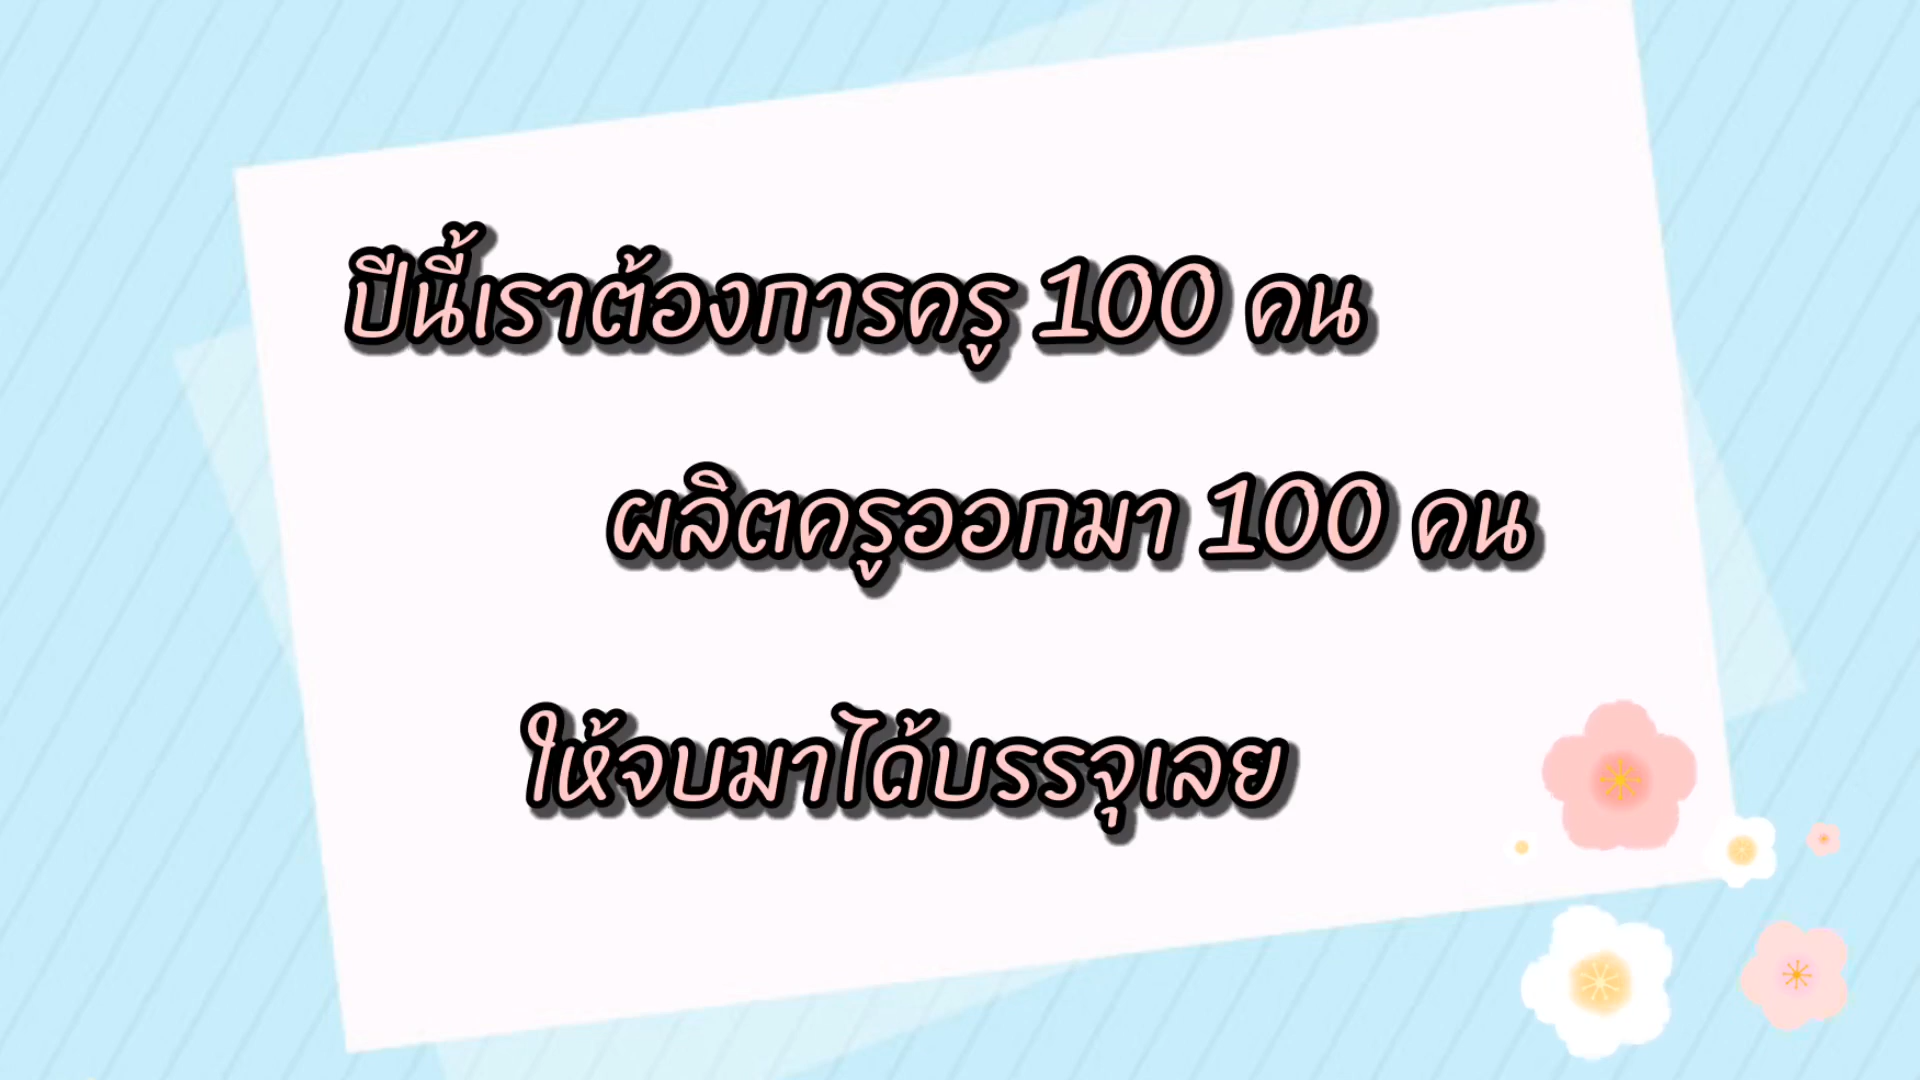 ปีนี้เราต้องการครู 100 คน
ผลิตครูออกมา 100 คน
ให้จบมาได้บรรจุเลย